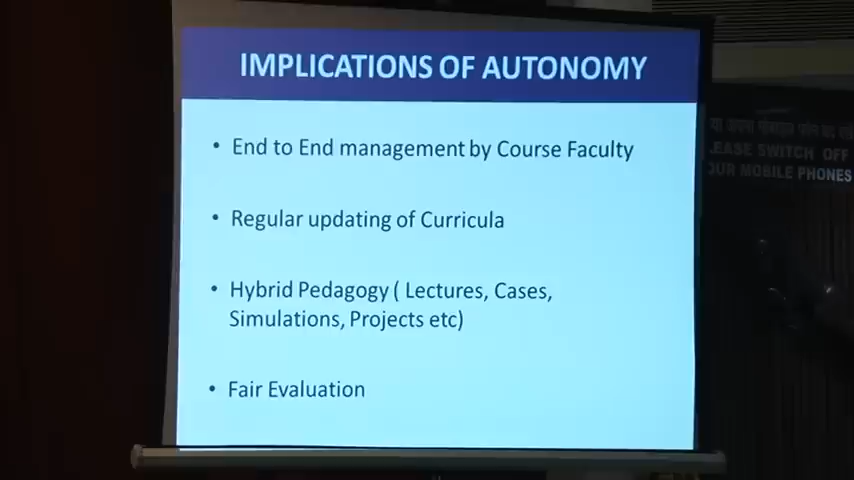 IMPLICATIONS OF AUTONOMY
• End to End management by Course Faculty
• Regular updating of Curricula
• Hybrid Pedagogy ( Lectures, Cases,
Simulations, Projects etc)
• Fair Evaluation
SWITCH OFF
MOBILE PHONES